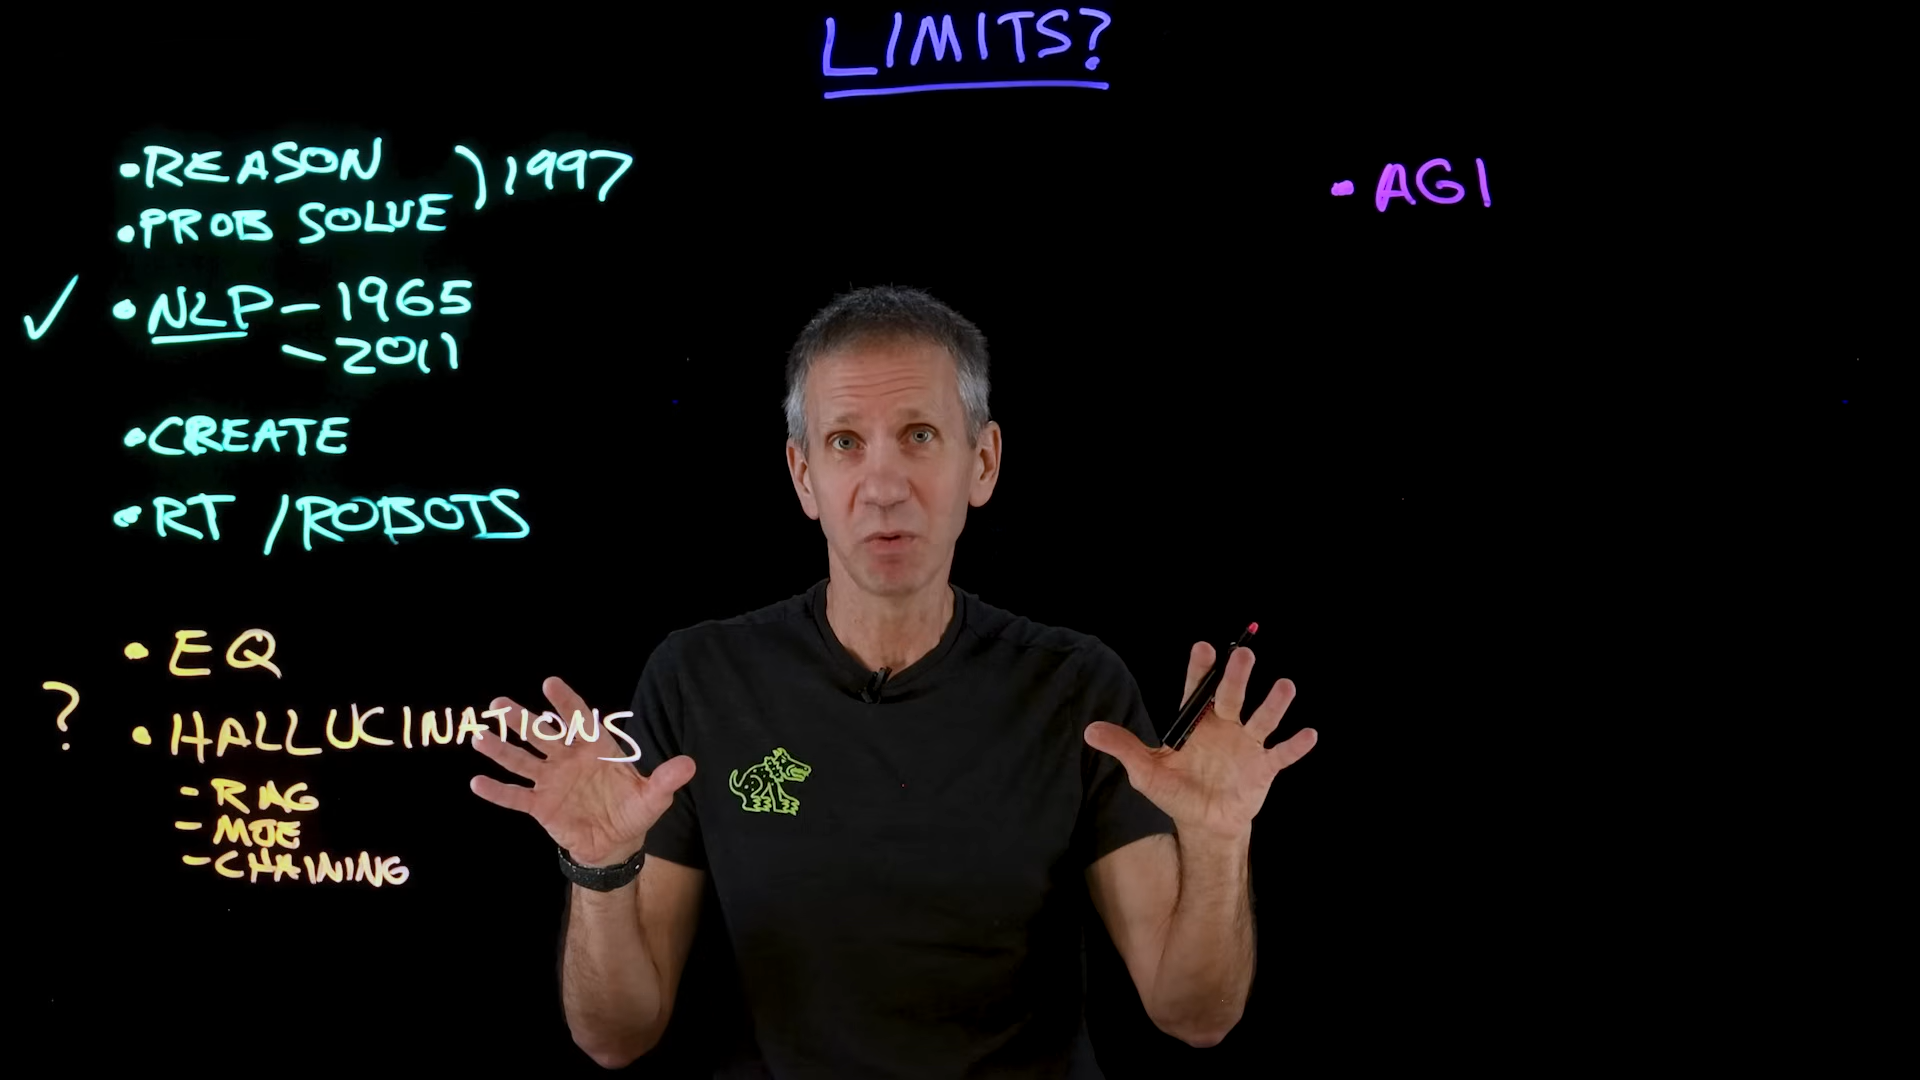 LIMITS?
• REASON
) 1997
• PROB SOLVE
✓ • NLP - 1965
- 2011
• CREATE
• RT / ROBOTS
• EQ
? • HALLUCINATIONS
- RAG
- MOE
- CHAINING
• AGI